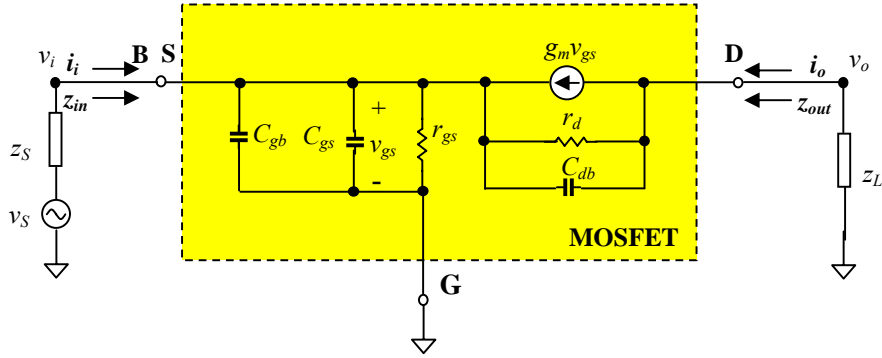 g_m v_gs
v_i i_i B S D i_o v_o
z_in + z_out
C_gb C_gs v_gs r_gs r_d
z_S C_db z_L
-
v_S
MOSFET
G